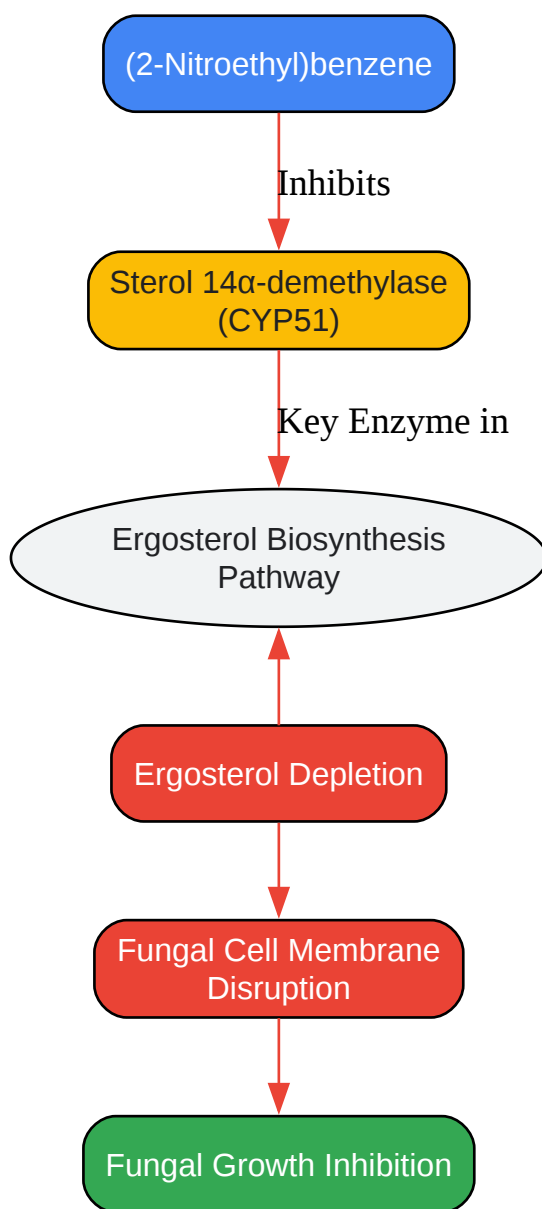 (2-Nitroethyl)benzene
Inhibits
Sterol 14α-demethylase
(CYP51)
Key Enzyme in
Ergosterol Biosynthesis
Pathway
Ergosterol Depletion
Fungal Cell Membrane
Disruption
Fungal Growth Inhibition